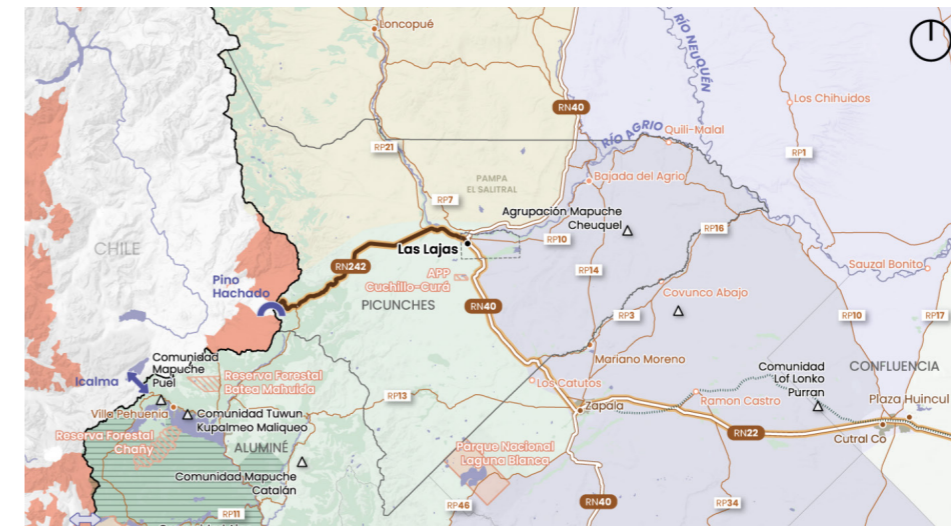 Loncopué
RÍO NEUQUÉN
Los Chihuidos
RN40
RÍO AGRIO
Quili-Malal
RP21
RP1
PAMPA
EL SALITRAL
Bajada del Agrio
RP7
Agrupación Mapuche
Cheuquel
RP16
CHILE
Las Lajas
RP10
RN242
Sauzal Bonito
APP
Cuchillo-Curá
RP14
Pino
Hachado
PICUNCHES
RN40
Covunco Abajo
RP3
RP10
RP17
Comunidad
Mapuche
Puel
Mariano Moreno
Icalma
Reserva Forestal
Batea Mahuida
Los Catutos
Comunidad
Lof Lonko
Purran
CONFLUENCIA
RP13
Ramon Castro
Plaza Huincul
Villa Pehuenia
Comunidad Tuwun
Kupalmeo Maliqueo
Zapala
RN22
Cutral Co
Reserva Forestal
Chañy
ALUMINÉ
Parque Nacional
Laguna Blanca
Comunidad Mapuche
Catalán
RP11
RP46
RN40
RP34